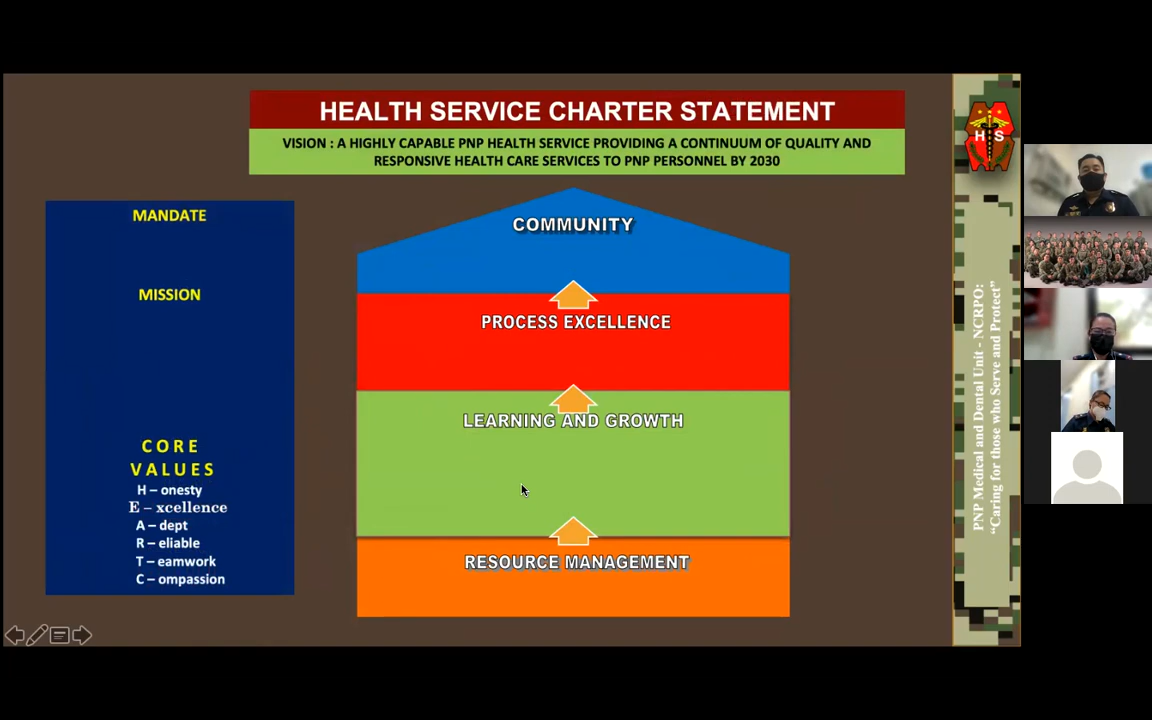 HEALTH SERVICE CHARTER STATEMENT
VISION : A HIGHLY CAPABLE PNP HEALTH SERVICE PROVIDING A CONTINUUM OF QUALITY AND
RESPONSIVE HEALTH CARE SERVICES TO PNP PERSONNEL BY 2030
MANDATE
MISSION
CORE
VALUES
H – onesty
E – xcellence
A – dept
R – eliable
T – eamwork
C – ompassion
COMMUNITY
PROCESS EXCELLENCE
LEARNING AND GROWTH
RESOURCE MANAGEMENT
H S
PNP Medical and Dental Unit - NCRPO:
“Caring for those who Serve and Protect”